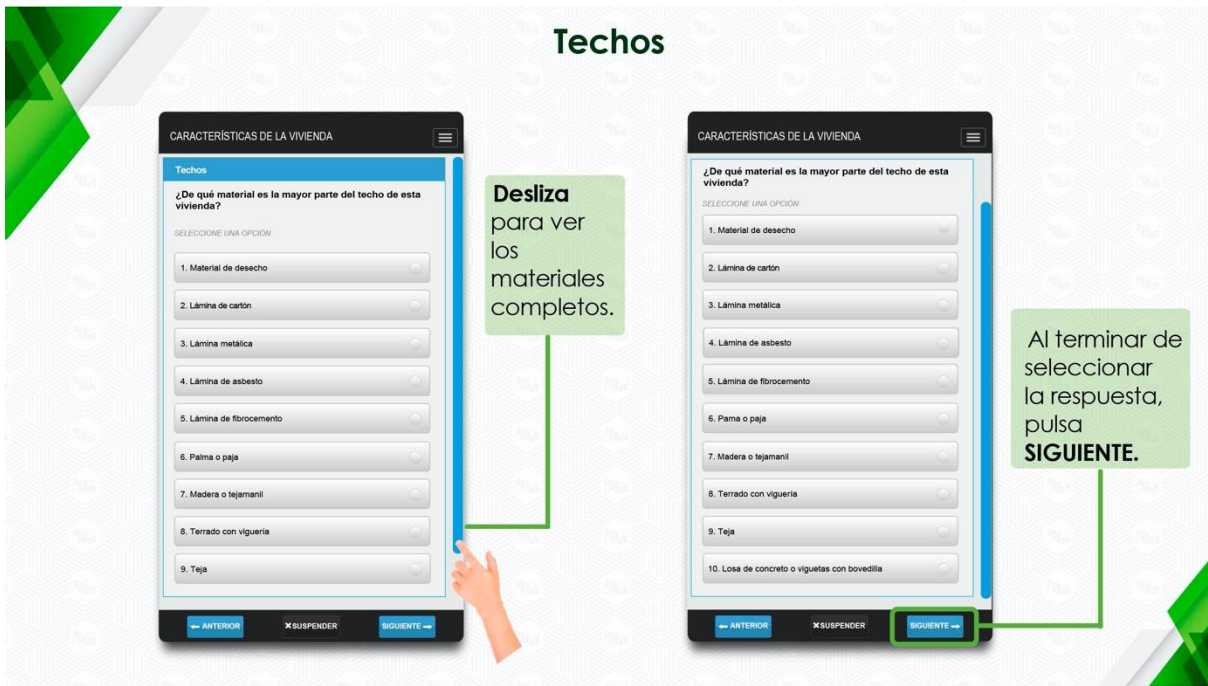 Techos
CARACTERÍSTICAS DE LA VIVIENDA
Techos
¿De qué material es la mayor parte del techo de esta
vivienda?
SELECCIONE UNA OPCIÓN
1. Material de desecho
2. Lámina de cartón
3. Lámina metálica
4. Lámina de asbesto
5. Lámina de fibrocemento
6. Palma o paja
7. Madera o tejamanil
8. Terrado con viguería
9. Teja
← ANTERIOR
✕SUSPENDER
SIGUIENTE →
Desliza
para ver
los
materiales
completos.
CARACTERÍSTICAS DE LA VIVIENDA
¿De qué material es la mayor parte del techo de esta
vivienda?
SELECCIONE UNA OPCIÓN
1. Material de desecho
2. Lámina de cartón
3. Lámina metálica
4. Lámina de asbesto
5. Lámina de fibrocemento
6. Pama o paja
7. Madera o tejamanil
8. Terrado con viguería
9. Teja
10. Losa de concreto o viguetas con bovedilla
← ANTERIOR
✕SUSPENDER
SIGUIENTE →
Al terminar de
seleccionar
la respuesta,
pulsa
SIGUIENTE.